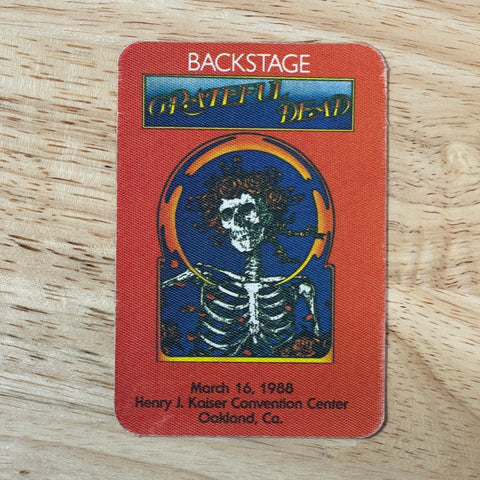 BACKSTAGE
GRATEFUL DEAD
March 16, 1988
Henry J. Kaiser Convention Center
Oakland, Ca.